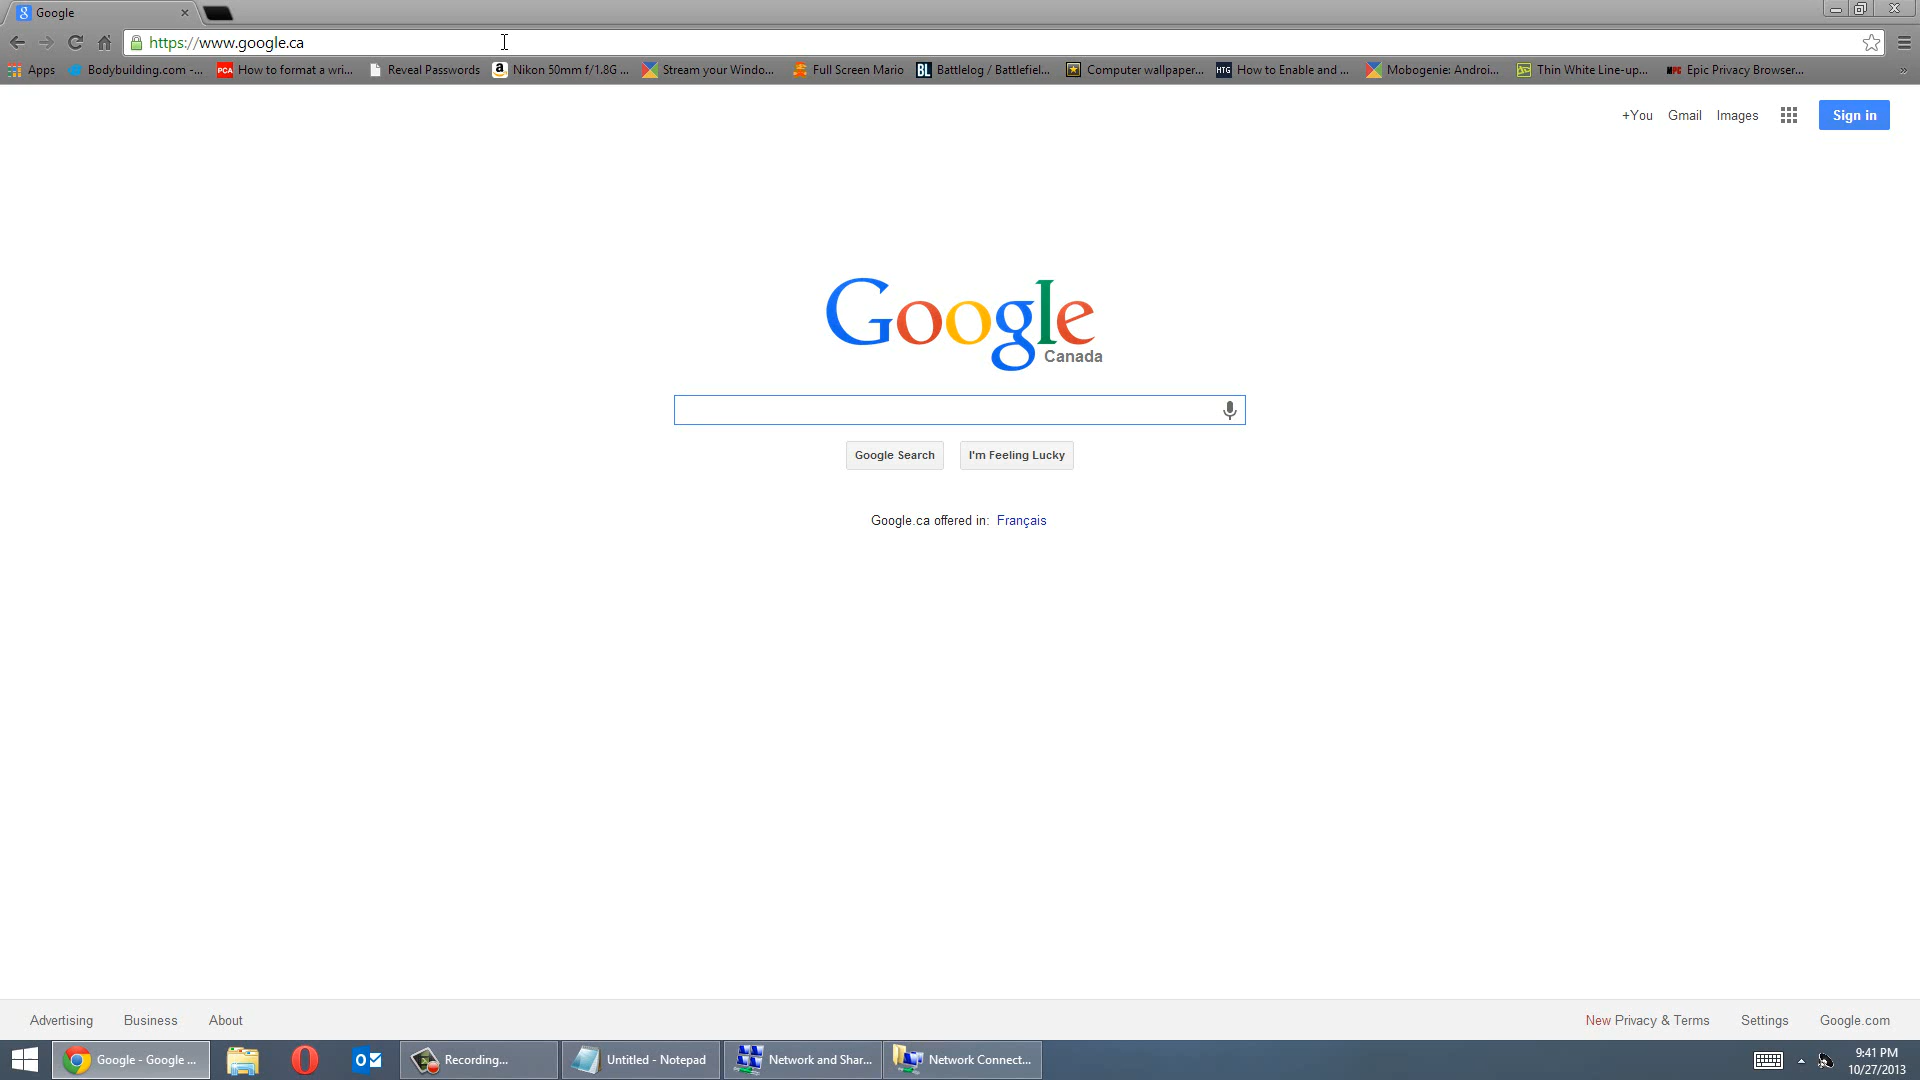 Google
https://www.google.ca
Apps Bodybuilding.com -... How to format a wri... Reveal Passwords Nikon 50mm f/1.8G ... Stream your Windo... Full Screen Mario Battlelog / Battlefiel... Computer wallpaper... How to Enable and ... Mobogenie: Androi... Thin White Line-up... Epic Privacy Browser... »
+You Gmail Images Sign in
Google
Canada
Google Search I'm Feeling Lucky
Google.ca offered in: Français
Advertising Business About New Privacy & Terms Settings Google.com
Google - Google ... Recording... Untitled - Notepad Network and Shar... Network Connect... 9:41 PM
10/27/2013